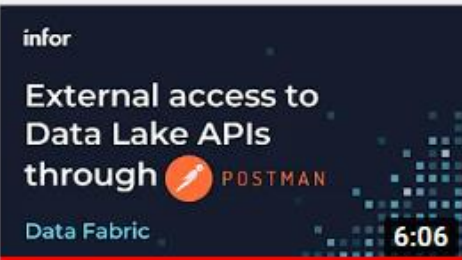 infor
External access to
Data Lake APIs
through POSTMAN
Data Fabric
6:06